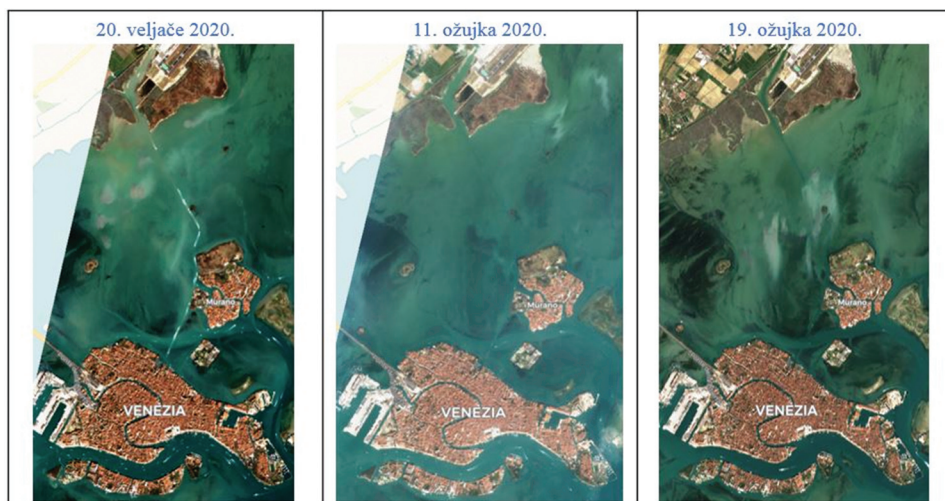 20. veljače 2020.
11. ožujka 2020.
19. ožujka 2020.
Murano
VENEZIA
Murano
VENEZIA
Murano
VENEZIA